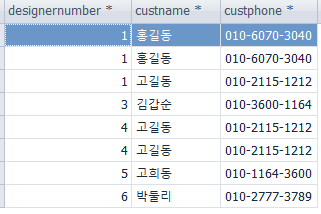 designernumber * custname * custphone *
1 홍길동 010-6070-3040
1 홍길동 010-6070-3040
1 고길동 010-2115-1212
3 김갑순 010-3600-1164
4 고길동 010-2115-1212
4 고길동 010-2115-1212
5 고희동 010-1164-3600
6 박둘리 010-2777-3789